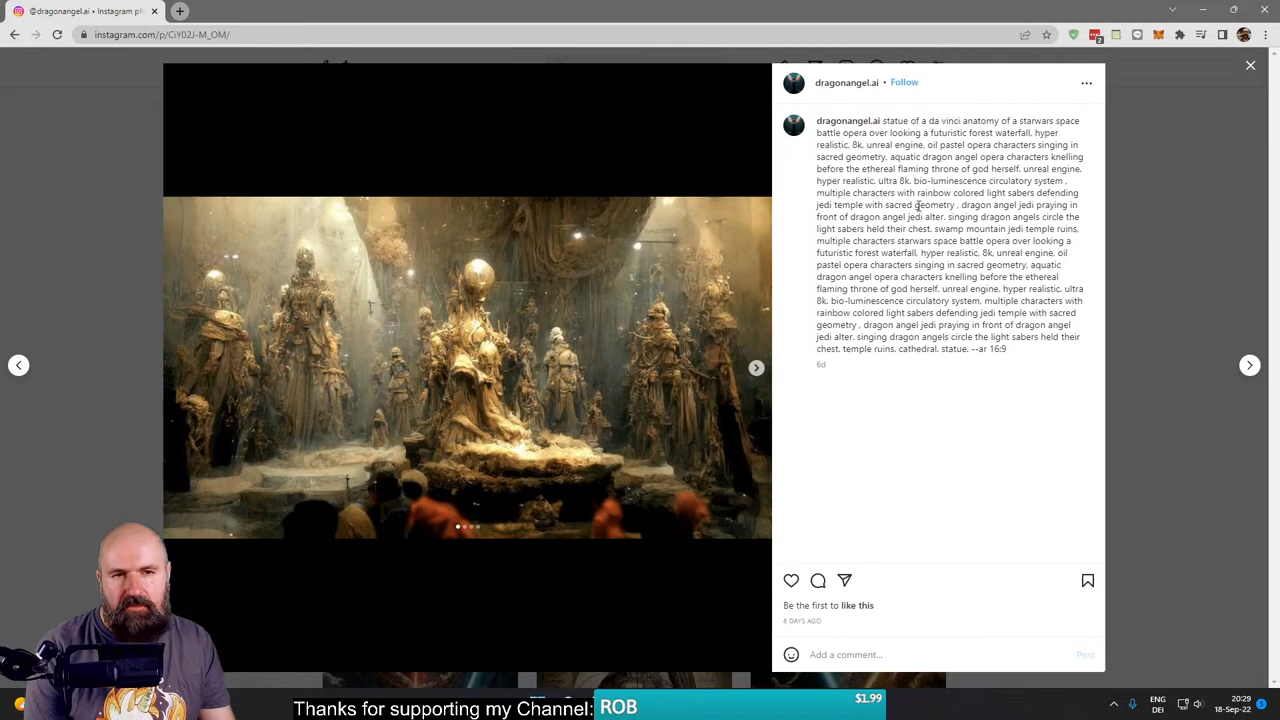 @dragonangel.ai • Instagram ph
instagram.com/p/CiY02J-M_OM/
2
dragonangel.ai • Follow
dragonangel.ai statue of a da vinci anatomy of a starwars space
battle opera over looking a futuristic forest waterfall, hyper
realistic, 8k, unreal engine, oil pastel opera characters singing in
sacred geometry. aquatic dragon angel opera characters knelling
before the ethereal flaming throne of god herself. unreal engine.
hyper realistic. ultra 8k. bio-luminescence circulatory system ,
multiple characters with rainbow colored light sabers defending
jedi temple with sacred geometry , dragon angel jedi praying in
front of dragon angel jedi alter. singing dragon angels circle the
light sabers held their chest. swamp mountain jedi temple ruins,
multiple characters starwars space battle opera over looking a
futuristic forest waterfall, hyper realistic, 8k, unreal engine, oil
pastel opera characters singing in sacred geometry, aquatic
dragon angel opera characters knelling before the ethereal
flaming throne of god herself. unreal engine. hyper realistic. ultra
8k. bio-luminescence circulatory system, multiple characters with
rainbow colored light sabers defending jedi temple with sacred
geometry , dragon angel jedi praying in front of dragon angel
jedi alter. singing dragon angels circle the light sabers held their
chest. temple ruins. cathedral. statue. --ar 16:9
6d
Be the first to like this
6 DAYS AGO
Add a comment...
Post
Thanks for supporting my Channel:
ROB
$1.99
ENG
DEI
20:29
18-Sep-22
3